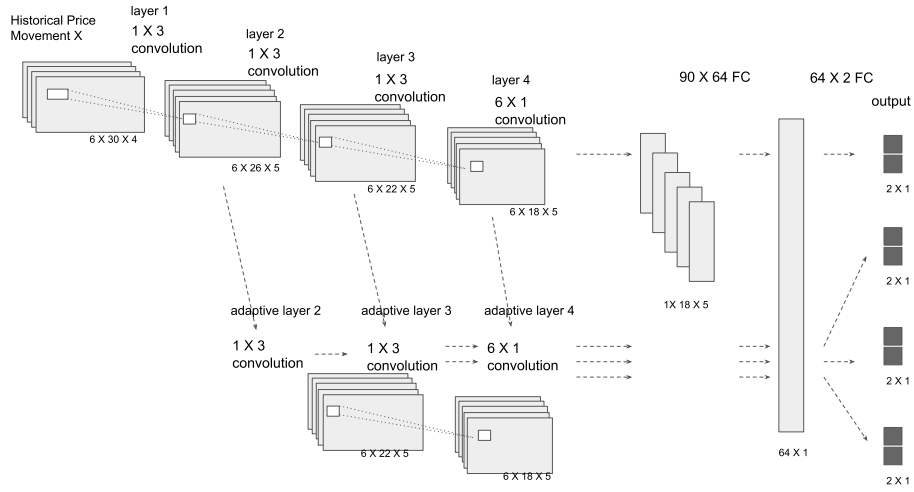 Historical Price
Movement X
layer 1
1 X 3
convolution
layer 2
1 X 3
convolution
layer 3
1 X 3
convolution
layer 4
6 X 1
convolution
90 X 64 FC
64 X 2 FC
output
6 X 30 X 4
6 X 26 X 5
6 X 22 X 5
6 X 18 X 5
1X 18 X 5
2 X 1
2 X 1
2 X 1
2 X 1
adaptive layer 2
1 X 3
convolution
adaptive layer 3
1 X 3
convolution
adaptive layer 4
6 X 1
convolution
6 X 22 X 5
6 X 18 X 5
64 X 1